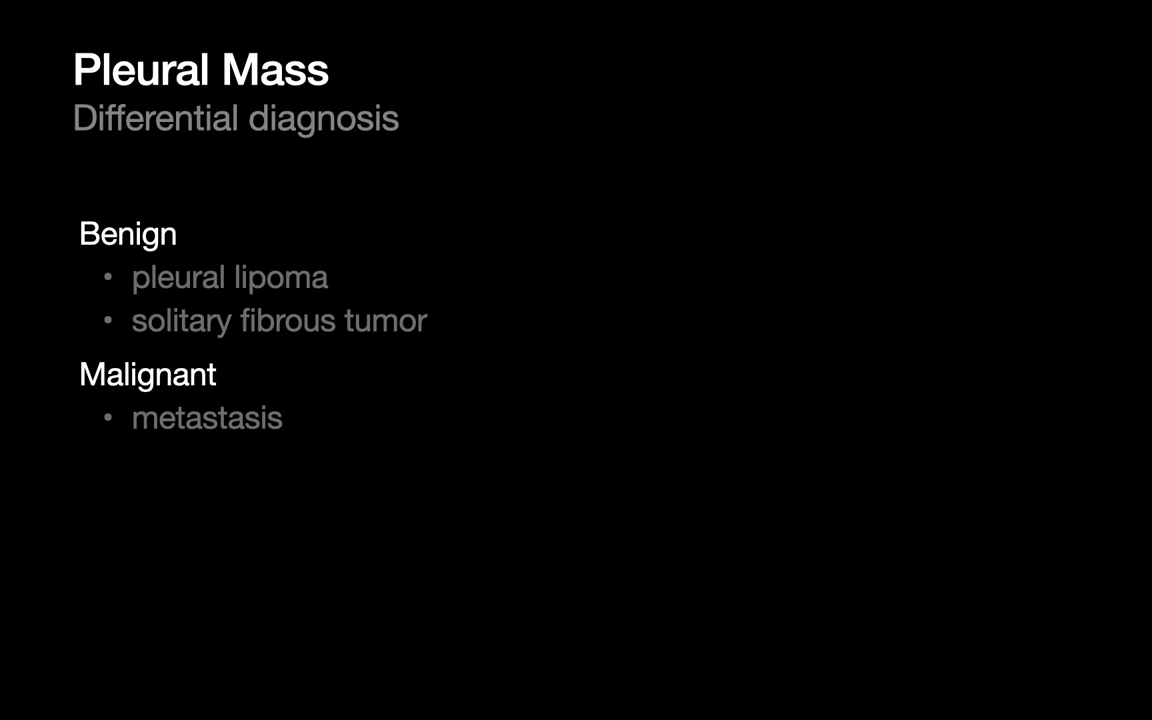 Pleural Mass
Differential diagnosis
Benign
• pleural lipoma
• solitary fibrous tumor
Malignant
• metastasis